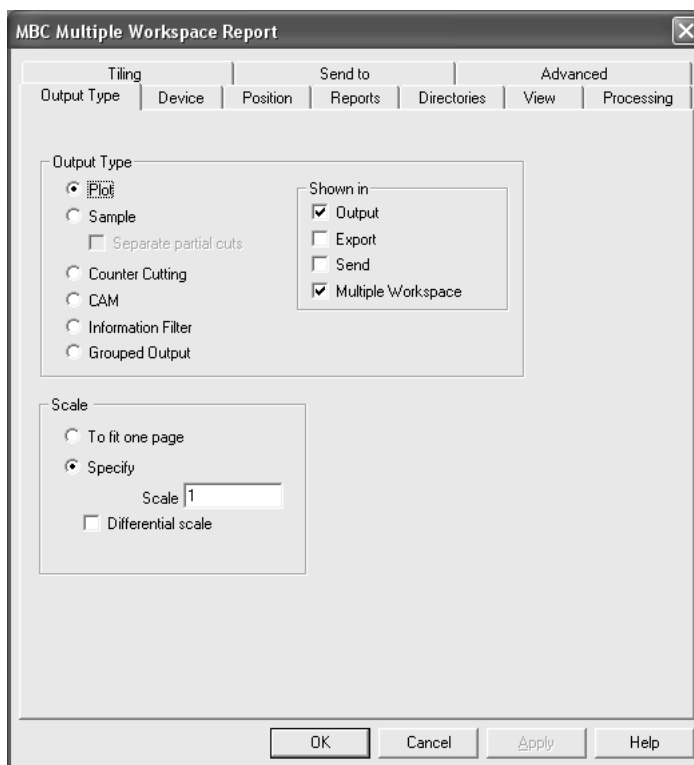 MBC Multiple Workspace Report
Tiling Send to Advanced
Output Type Device Position Reports Directories View Processing
Output Type
Plot
Sample
Separate partial cuts
Counter Cutting
CAM
Information Filter
Grouped Output
Shown in
Output
Export
Send
Multiple Workspace
Scale
To fit one page
Specify
Scale 1
Differential scale
OK Cancel Apply Help